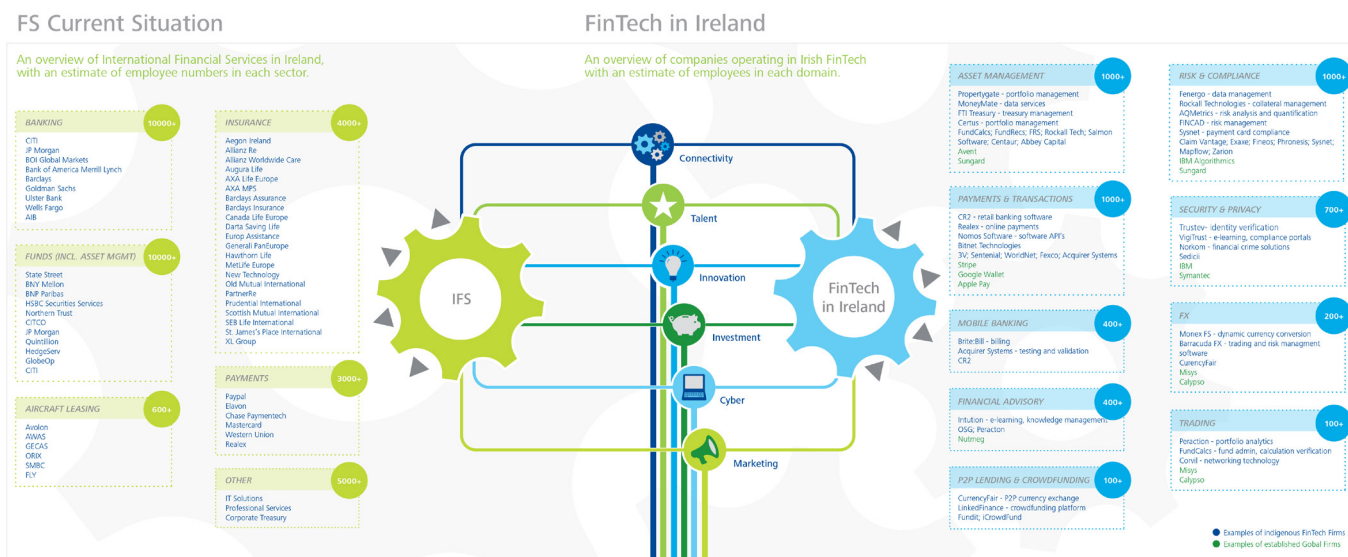 FS Current Situation
An overview of International Financial Services in Ireland,
with an estimate of employee numbers in each sector.
BANKING
10000+
CITI
JP Morgan
BOI Global Markets
Bank of America Merrill Lynch
Barclays
Goldman Sachs
Ulster Bank
Wells Fargo
AIB
FUNDS (INCL. ASSET MGMT)
10000+
State Street
BNY Mellon
BNP Paribas
HSBC Securities Services
Northern Trust
CITCO
JP Morgan
Quintillion
HedgeServ
GlobeOp
CITI
AIRCRAFT LEASING
600+
Avolon
AWAS
GECAS
ORIX
SMBC
FLY
INSURANCE
4000+
Aegon Ireland
Allianz Re
Allianz Worldwide Care
Augura Life
AXA Life Europe
AXA MPS
Barclays Assurance
Barclays Insurance
Canada Life Europe
Darta Saving Life
Europ Assistance
Generali PanEurope
Hawthorn Life
MetLife Europe
New Technology
Old Mutual International
PartnerRe
Prudential International
Scottish Mutual International
SEB Life International
St. James's Place International
XL Group
PAYMENTS
3000+
Paypal
Elavon
Chase Paymentech
Mastercard
Western Union
Realex
OTHER
5000+
IT Solutions
Professional Services
Corporate Treasury
FinTech in Ireland
An overview of companies operating in Irish FinTech
with an estimate of employees in each domain.
IFS
Connectivity
Talent
Innovation
Investment
Cyber
Marketing
FinTech
in Ireland
ASSET MANAGEMENT
1000+
Propertygate - portfolio management
MoneyMate - data services
FTI Treasury - treasury management
Certus - portfolio management
FundCalcs; FundRecs; FRS; Rockall Tech; Salmon
Software; Centaur; Abbey Capital
Avent
Sungard
PAYMENTS & TRANSACTIONS
1000+
CR2 - retail banking software
Realex - online payments
Nomos Software - software API's
Bitnet Technologies
3V; Sentenial; WorldNet; Fexco; Acquirer Systems
Stripe
Google Wallet
Apple Pay
MOBILE BANKING
400+
Brite:Bill - billing
Acquirer Systems - testing and validation
CR2
FINANCIAL ADVISORY
400+
Intution - e-learning, knowledge management
OSG; Peracton
Nutmeg
P2P LENDING & CROWDFUNDING
100+
CurrencyFair - P2P currency exchange
LinkedFinance - crowdfunding platform
Fundit; iCrowdFund
RISK & COMPLIANCE
1000+
Fenergo - data management
Rockall Technologies - collateral management
AQMetrics - risk analysis and quantification
FINCAD - risk management
Sysnet - payment card compliance
Claim Vantage; Exaxe; Fineos; Phronesis; Sysnet;
Mapflow; Zarion
IBM Algorithmics
Sungard
SECURITY & PRIVACY
700+
Trustev- identity verification
VigiTrust - e-learning, compliance portals
Norkom - financial crime solutions
Sedicii
IBM
Symantec
FX
200+
Monex FS - dynamic currency conversion
Barracuda FX - trading and risk managment
software
CurencyFair
Misys
Calypso
TRADING
100+
Peraction - portfolio analytics
FundCalcs - fund admin, calculation verification
Corvil - networking technology
Misys
Calypso
Examples of indigenous FinTech Firms
Examples of established Gobal Firms